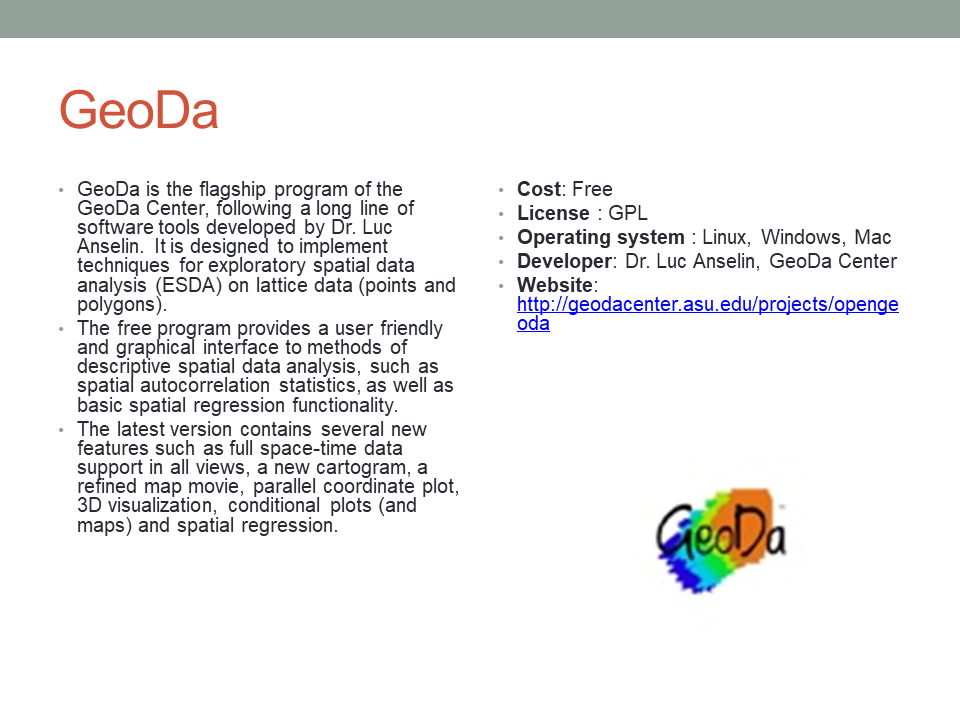 GeoDa
• GeoDa is the flagship program of the
GeoDa Center, following a long line of
software tools developed by Dr. Luc
Anselin. It is designed to implement
techniques for exploratory spatial data
analysis (ESDA) on lattice data (points and
polygons).
• The free program provides a user friendly
and graphical interface to methods of
descriptive spatial data analysis, such as
spatial autocorrelation statistics, as well as
basic spatial regression functionality.
• The latest version contains several new
features such as full space-time data
support in all views, a new cartogram, a
refined map movie, parallel coordinate plot,
3D visualization, conditional plots (and
maps) and spatial regression.
• Cost: Free
• License : GPL
• Operating system : Linux, Windows, Mac
• Developer: Dr. Luc Anselin, GeoDa Center
• Website:
http://geodacenter.asu.edu/projects/openge
oda
GeoDa